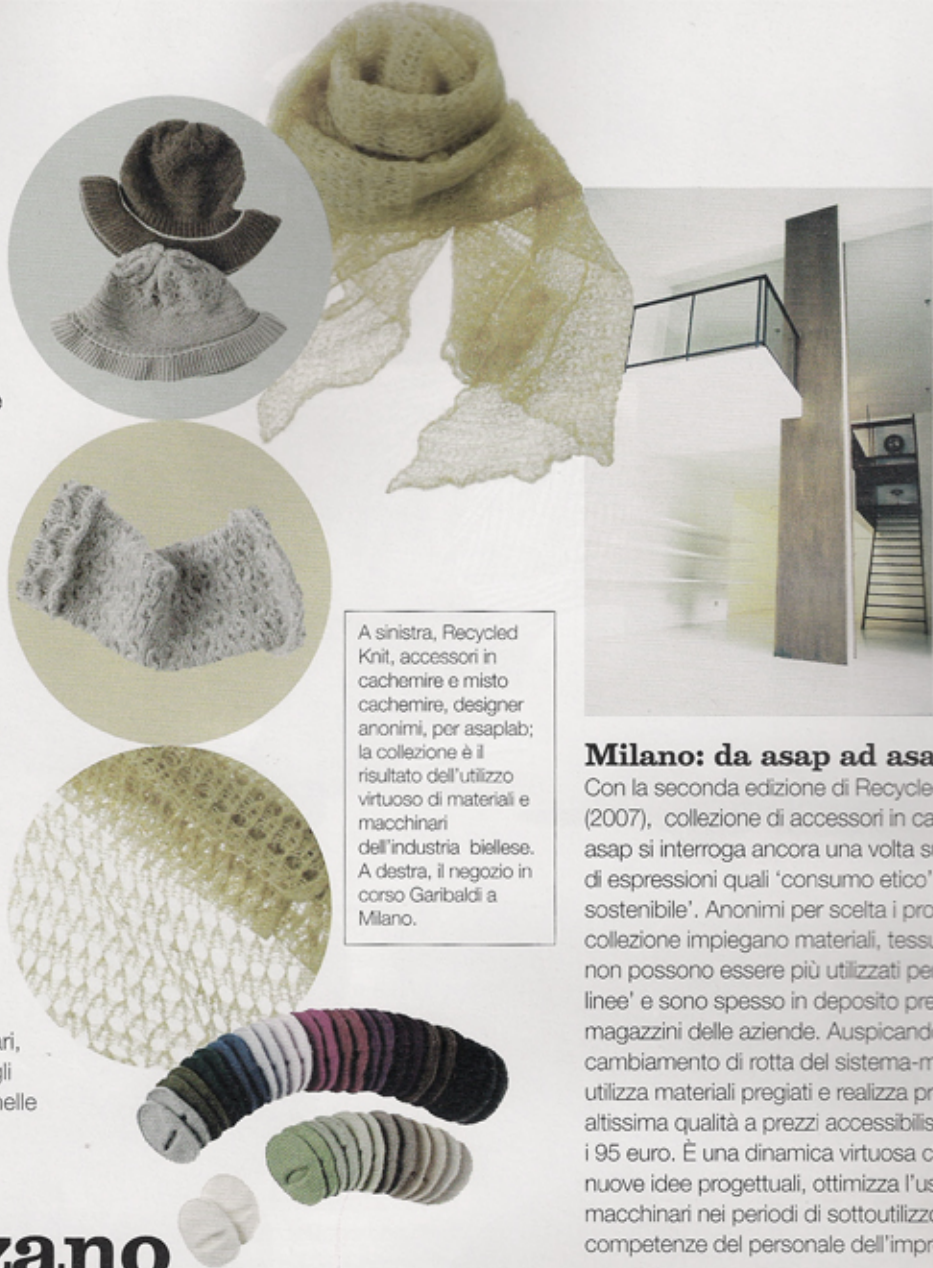 A sinistra, Recycled
Knit, accessori in
cachemire e misto
cachemire, designer
anonimi, per asaplab;
la collezione è il
risultato dell'utilizzo
virtuoso di materiali e
macchinari
dell'industria biellese.
A destra, il negozio in
corso Garibaldi a
Milano.
Milano: da asap ad asa
Con la seconda edizione di Recycle
(2007), collezione di accessori in ca
asap si interroga ancora una volta su
di espressioni quali 'consumo etico'
sostenibile'. Anonimi per scelta i pro
collezione impiegano materiali, tessu
non possono essere più utilizzati per
linee' e sono spesso in deposito pre
magazzini delle aziende. Auspicando
cambiamento di rotta del sistema-m
utilizza materiali pregiati e realizza pr
altissima qualità a prezzi accessibilis
i 95 euro. È una dinamica virtuosa c
nuove idee progettuali, ottimizza l'us
macchinari nei periodi di sottoutilizzo
competenze del personale dell'impr
e
ari,
gli
nelle
zano